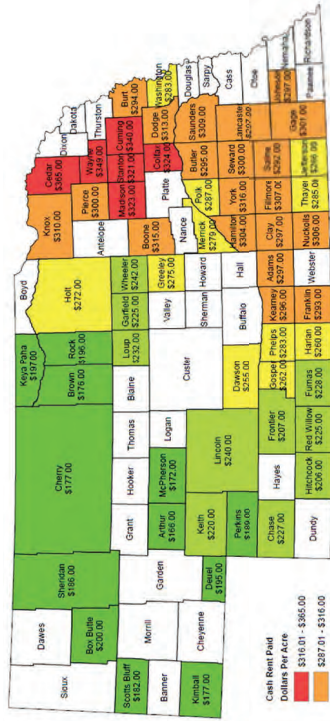 Sioux
Dawes
Box Butte
$200.00
Scotts Bluff
$182.00
Banner
Kimball
$177.00
Sheridan
$186.00
Morrill
Cheyenne
Garden
Deuel
$195.00
Cherry
$177.00
Grant
Hooker
Thomas
Arthur
$166.00
McPherson
$172.00
Logan
Keith
$220.00
Perkins
$189.00
Lincoln
$240.00
Chase
$227.00
Hayes
Frontier
$207.00
Dundy
Hitchcock
$206.00
Red Willow
$225.00
Keya Paha
$197.00
Brown
$176.00
Rock
$196.00
Blaine
Loup
$232.00
Custer
Dawson
$255.00
Gosper
$262.00
Phelps
$283.00
Furnas
$228.00
Harlan
$260.00
Boyd
Holt
$272.00
Garfield
$225.00
Wheeler
$242.00
Valley
Greeley
$275.00
Sherman
Howard
Buffalo
Hall
Kearney
$296.00
Adams
$297.00
Franklin
$293.00
Webster
Knox
$310.00
Antelope
Boone
$315.00
Nance
Merrick
$279.00
Hamilton
$304.00
Clay
$297.00
Nuckolls
$306.00
Cedar
$365.00
Pierce
$300.00
Madison
$323.00
Platte
Polk
$287.00
York
$316.00
Fillmore
$307.00
Thayer
$285.00
Dixon
Dakota
Wayne
$349.00
Thurston
Stanton
$321.00
Cuming
$340.00
Burt
$294.00
Colfax
$324.00
Dodge
$313.00
Washington
$283.00
Butler
$295.00
Saunders
$309.00
Douglas
Sarpy
Seward
$300.00
Lancaster
$297.00
Cass
Otoe
Saline
$292.00
Jefferson
$266.00
Gage
$301.00
Johnson
$297.00
Nemaha
Pawnee
Richardson
Cash Rent Paid
Dollars Per Acre
$316.01 - $365.00
$287.01 - $316.00